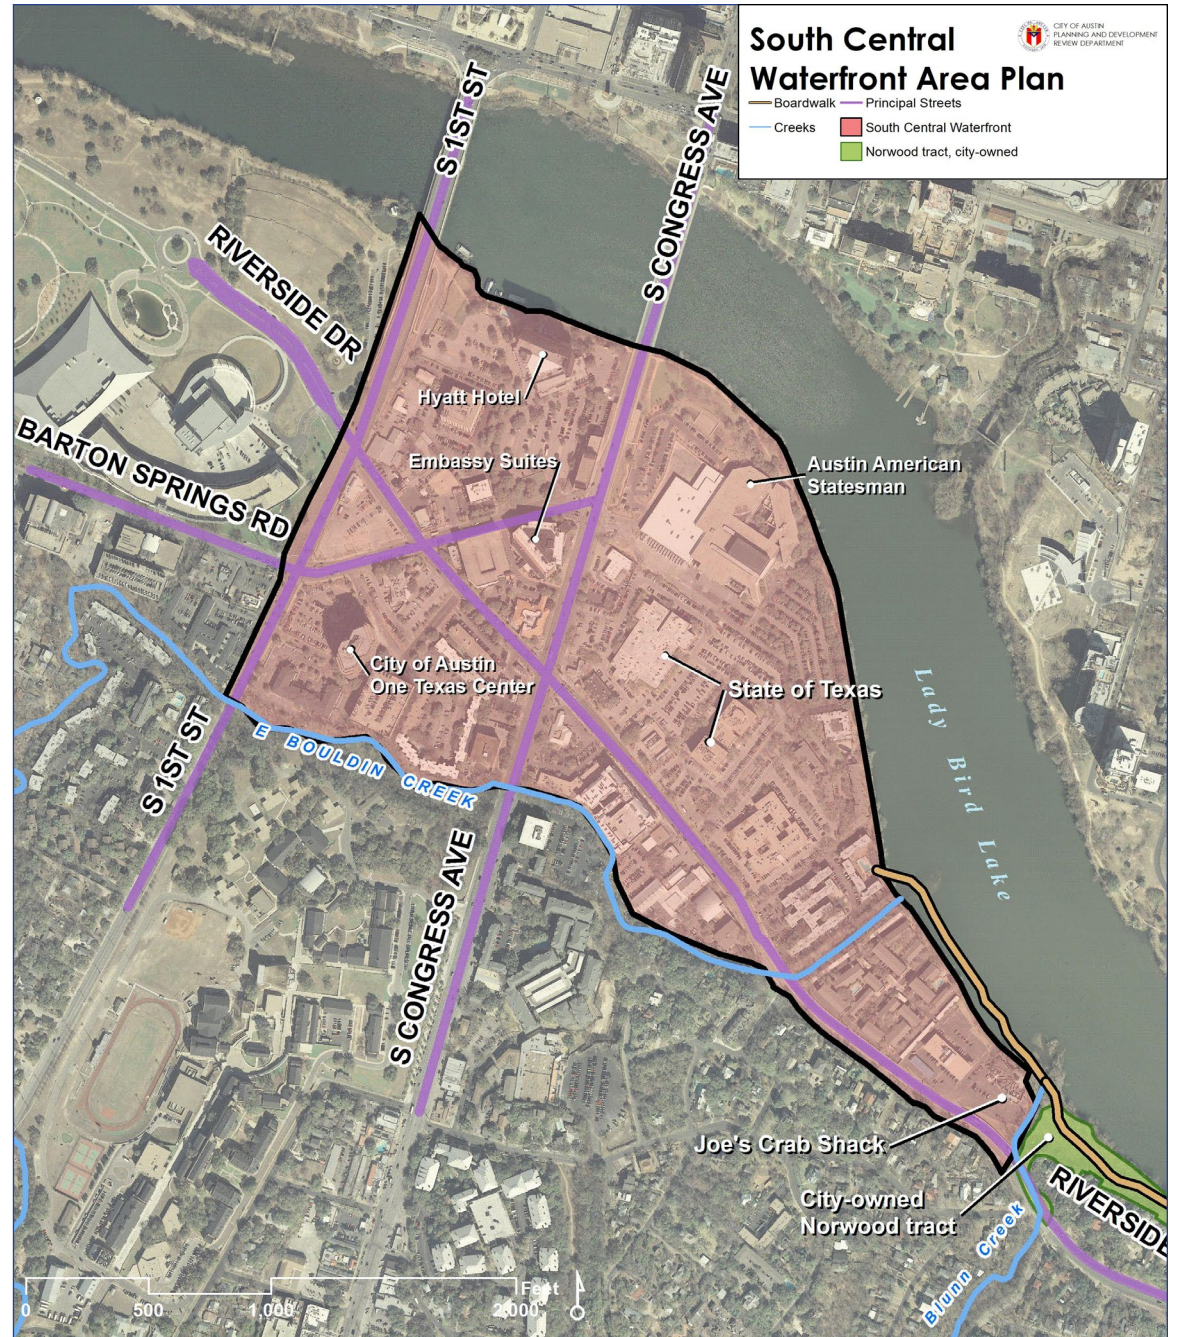 South Central
Waterfront Area Plan
CITY OF AUSTIN
PLANNING AND DEVELOPMENT
REVIEW DEPARTMENT
Boardwalk
Principal Streets
Creeks
South Central Waterfront
Norwood tract, city-owned
S 1ST ST
S CONGRESS AVE
RIVERSIDE DR
BARTON SPRINGS RD
Hyatt Hotel
Embassy Suites
Austin American
Statesman
City of Austin
One Texas Center
State of Texas
Lady Bird Lake
E BOULDIN CREEK
S 1ST ST
S CONGRESS AVE
Joe's Crab Shack
City-owned
Norwood tract
RIVERSIDE
Blunn Creek
Feet
0 500 1,000 2,000